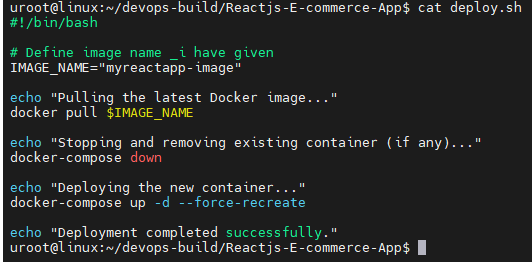 uroot@linux:~/devops-build/Reactjs-E-commerce-App$ cat deploy.sh
#!/bin/bash
# Define image name _i have given
IMAGE_NAME="myreactapp-image"
echo "Pulling the latest Docker image..."
docker pull $IMAGE_NAME
echo "Stopping and removing existing container (if any)..."
docker-compose down
echo "Deploying the new container..."
docker-compose up -d --force-recreate
echo "Deployment completed successfully."
uroot@linux:~/devops-build/Reactjs-E-commerce-App$